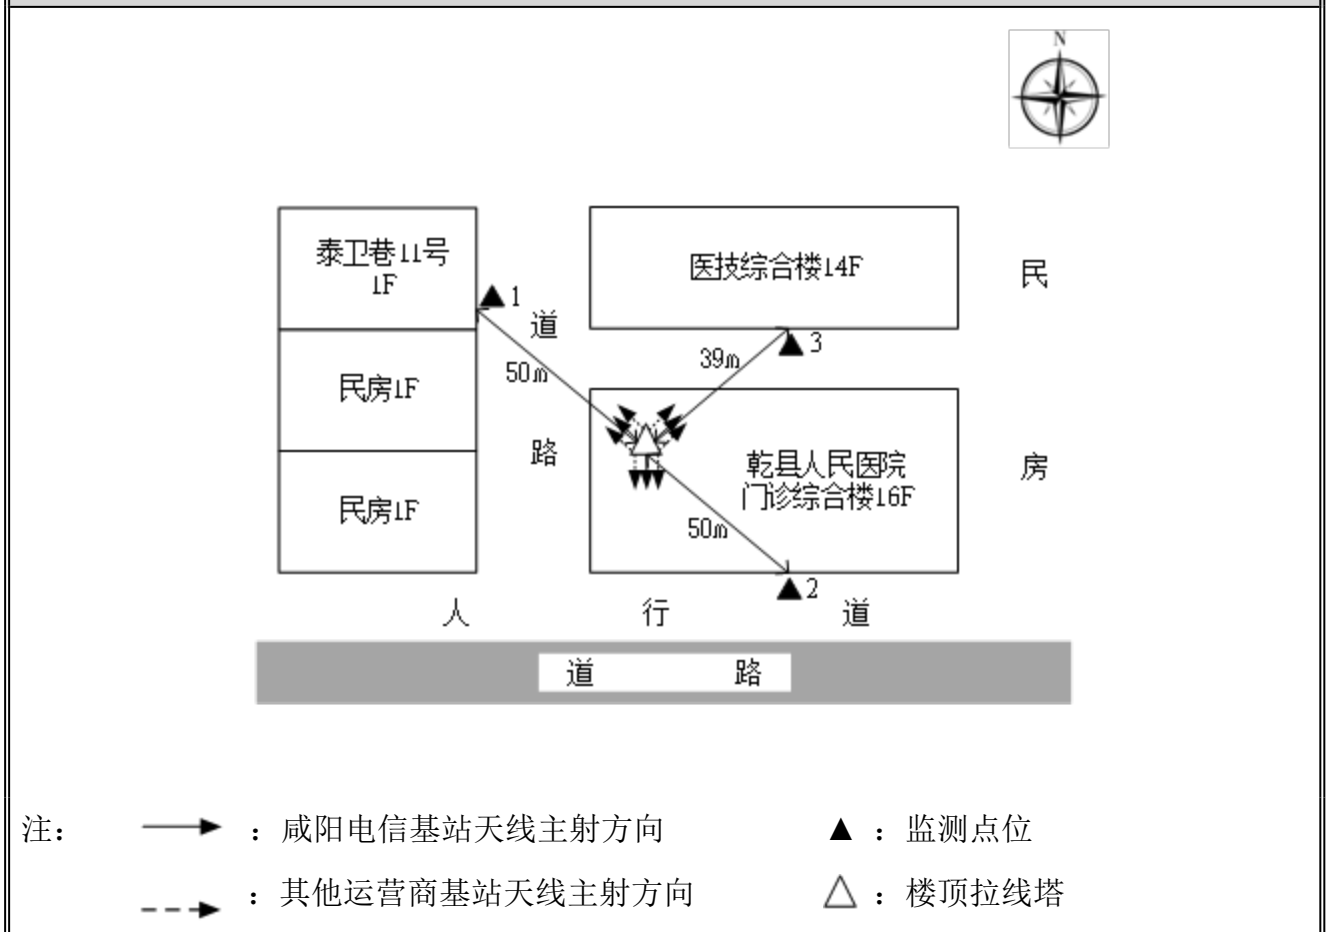 N
泰卫巷11号
1F
医技综合楼14F
民
1
道
3
39m
50m
民房1F
路
乾县人民医院
门诊综合楼16F
房
民房1F
50m
2
人 行 道
道 路
注： ：咸阳电信基站天线主射方向 ▲：监测点位
：其他运营商基站天线主射方向 △：楼顶拉线塔